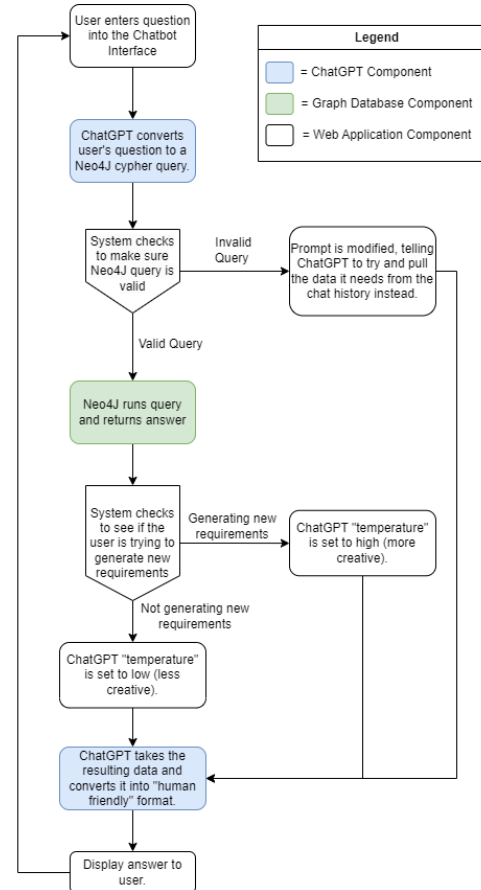 User enters question
into the Chatbot
Interface
Legend
= ChatGPT Component
= Graph Database Component
= Web Application Component
ChatGPT converts
user's question to a
Neo4J cypher query.
System checks
to make sure
Neo4J query is
valid
Invalid
Query
Prompt is modified, telling
ChatGPT to try and pull
the data it needs from the
chat history instead.
Valid Query
Neo4J runs query
and returns answer
System checks
to see if the
user is trying to
generate new
requirements
Generating new
requirements
ChatGPT "temperature"
is set to high (more
creative).
Not generating new
requirements
ChatGPT "temperature"
is set to low (less
creative).
ChatGPT takes the
resulting data and
converts it into "human
friendly" format.
Display answer to
user.